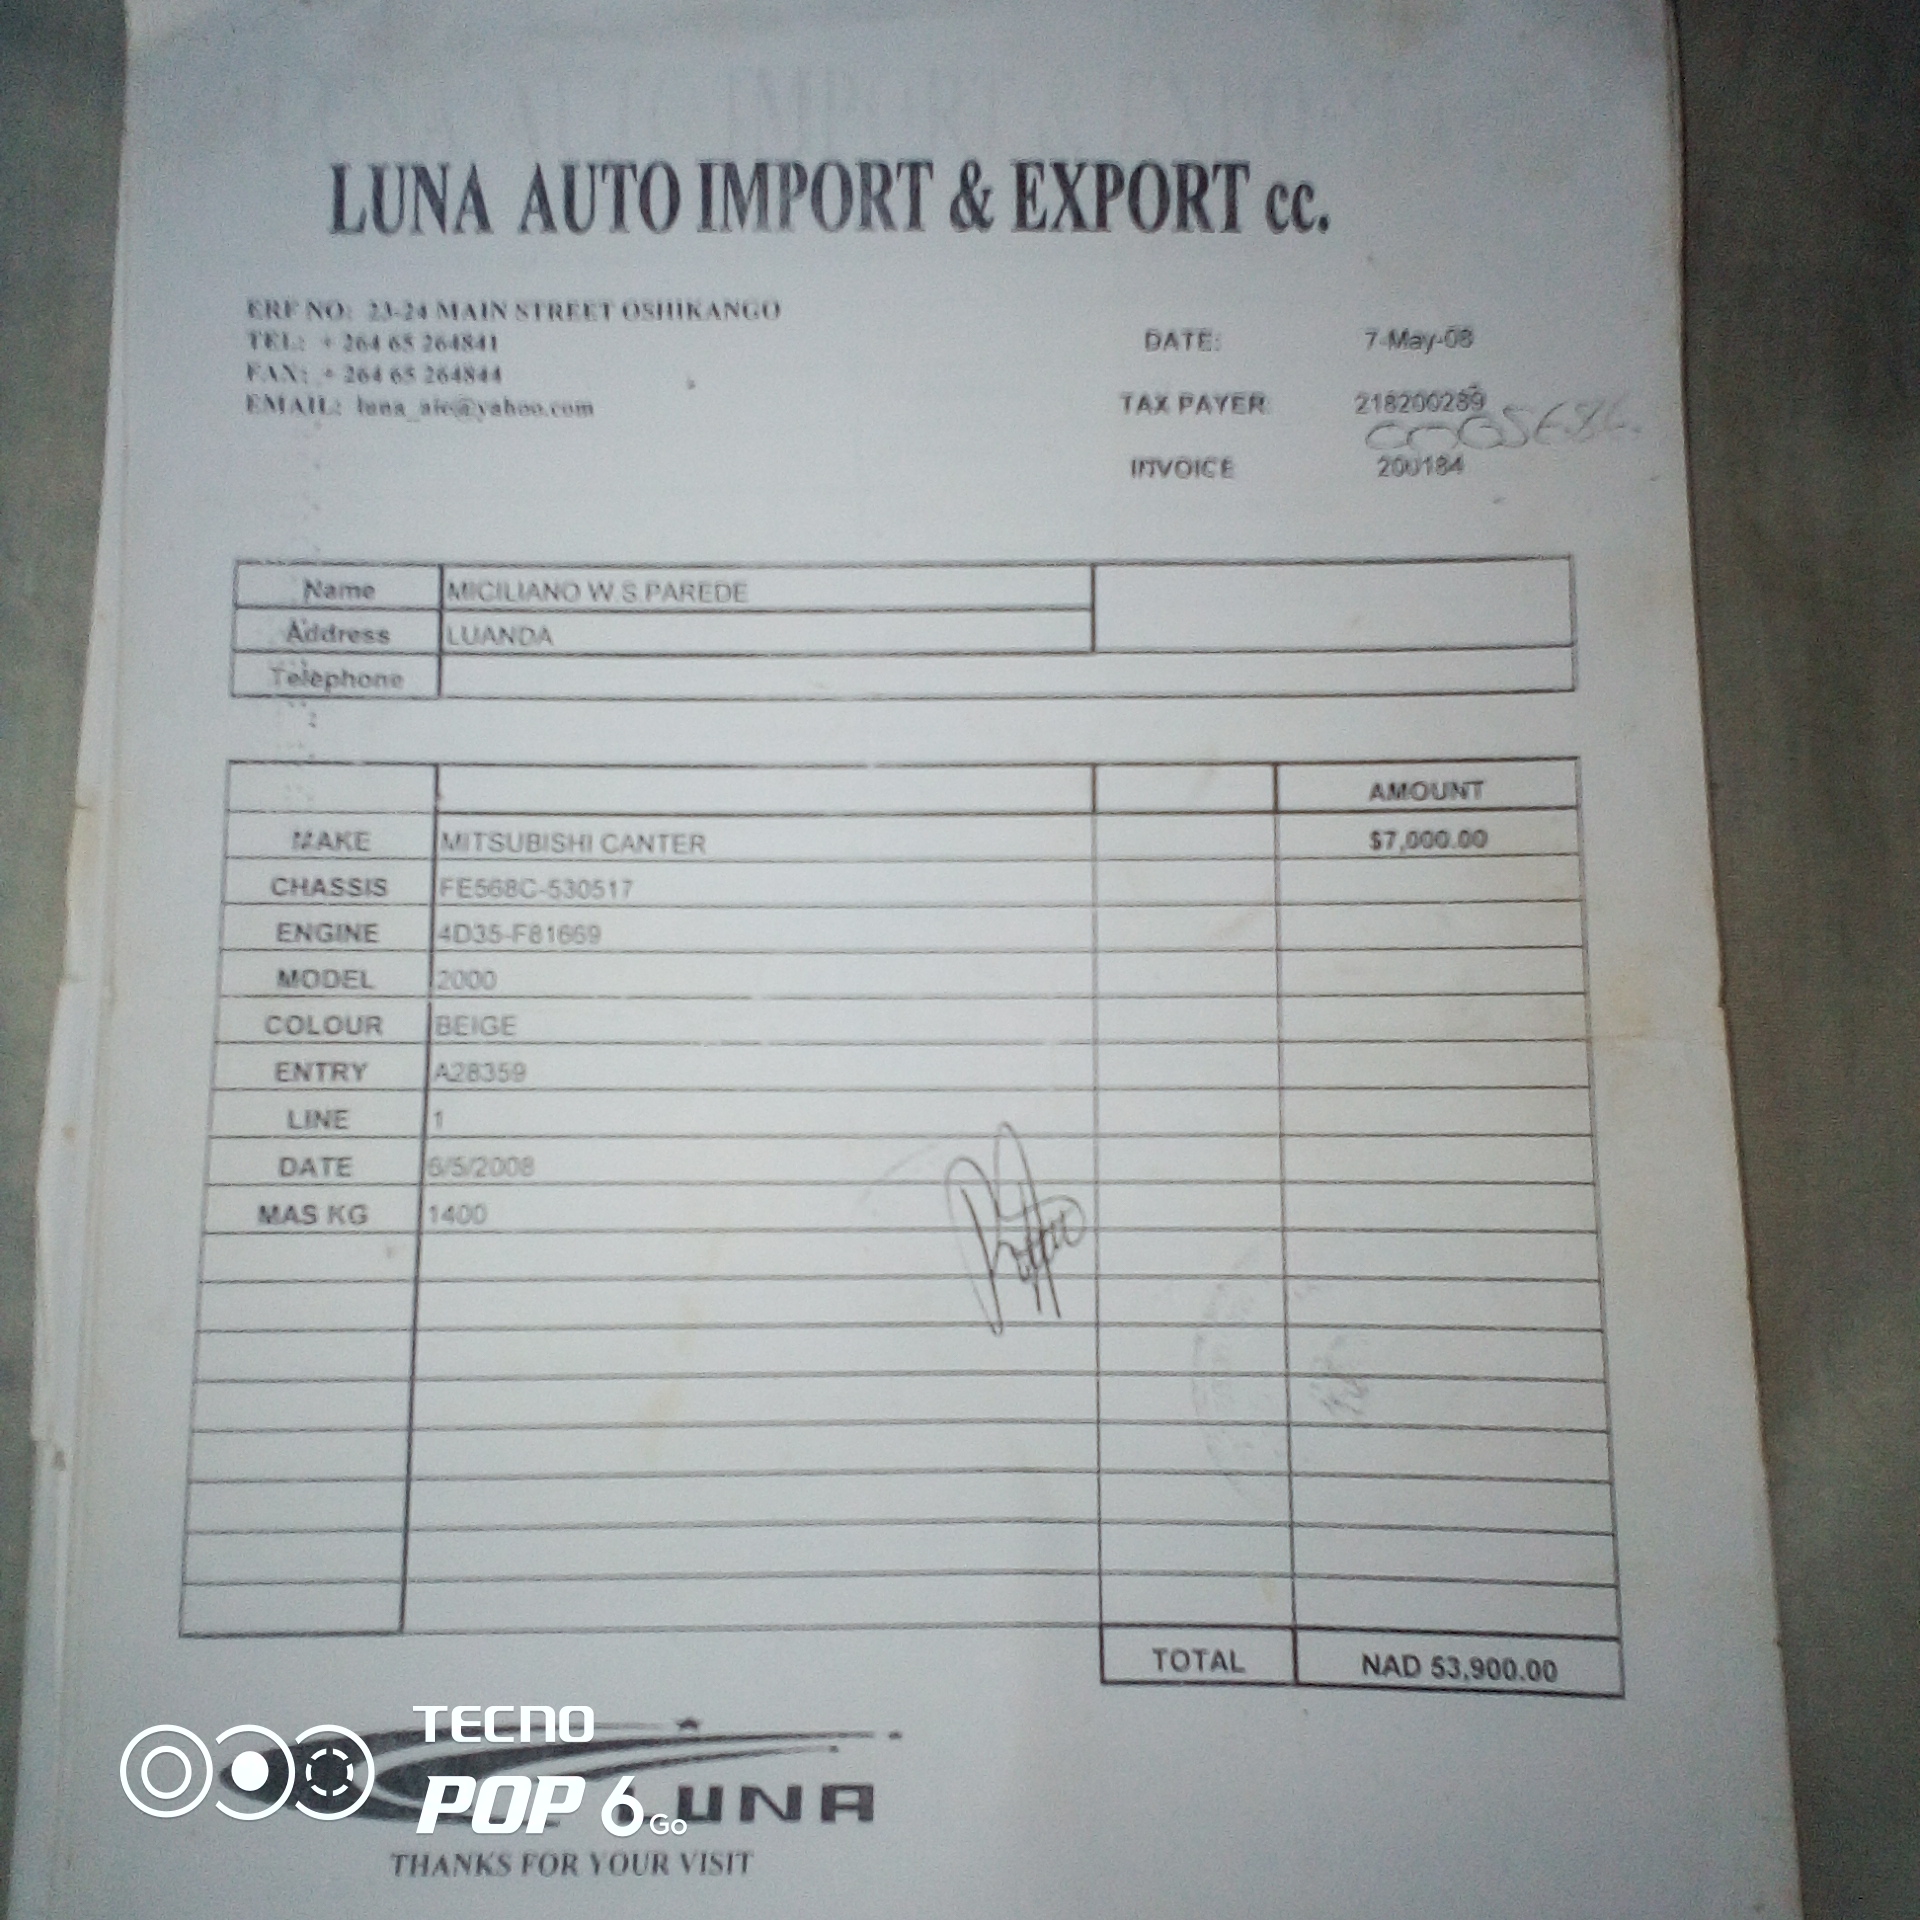 LUNA AUTO IMPORT & EXPORT cc.
ERF NO: 23-24 MAIN STREET OSHIKANGO
TEL: + 264 65 264841
FAX: + 264 65 264844
EMAIL: luna_aie@yahoo.com
DATE: 7-May-08
TAX PAYER 218200289
INVOICE 200184
Name MICILIANO W.S.PAREDE
Address LUANDA
Telephone
AMOUNT
MAKE MITSUBISHI CANTER $7,000.00
CHASSIS FE568C-530517
ENGINE 4D35-F81669
MODEL 2000
COLOUR BEIGE
ENTRY A28359
LINE 1
DATE 6/5/2008
MAS KG 1400
TOTAL NAD 53,900.00
TECNO
POP 6 GO
LUNA
THANKS FOR YOUR VISIT